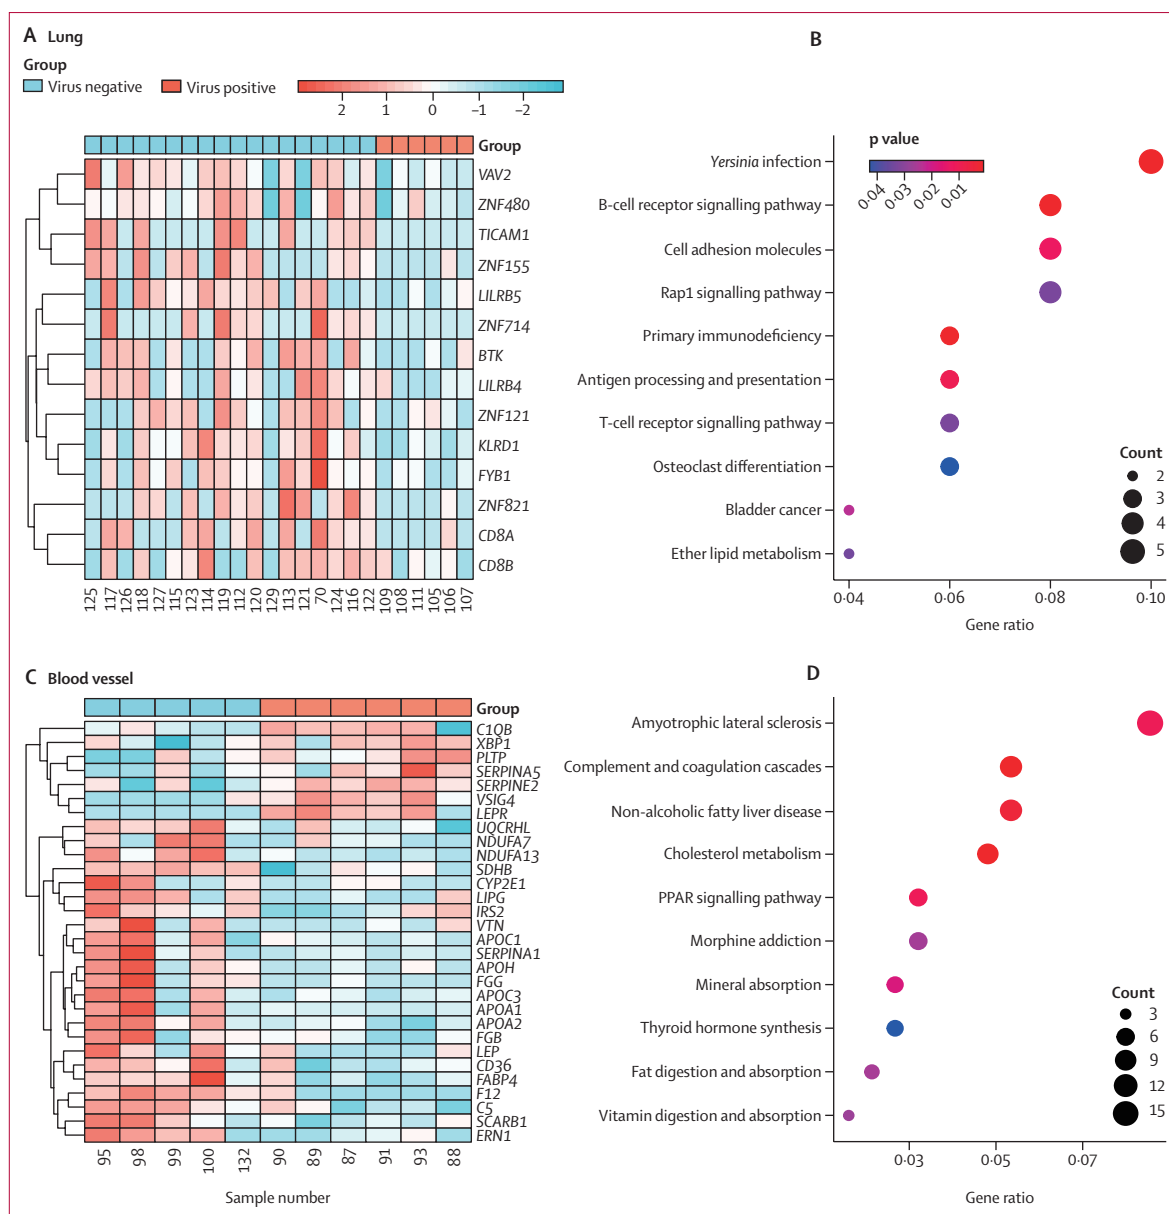 A Lung
Group
Virus negative
Virus positive
2 1 0 –1 –2
Group
VAV2
ZNF480
TICAM1
ZNF155
LILRB5
ZNF714
BTK
LILRB4
ZNF121
KLRD1
FYB1
ZNF821
CD8A
CD8B
125 117 126 118 127 115 123 114 119 112 120 129 113 121 70 124 116 122 109 108 111 105 106 107
B
p value
0·04 0·03 0·02 0·01
Yersinia infection
B-cell receptor signalling pathway
Cell adhesion molecules
Rap1 signalling pathway
Primary immunodeficiency
Antigen processing and presentation
T-cell receptor signalling pathway
Osteoclast differentiation
Bladder cancer
Ether lipid metabolism
Count
2
3
4
5
0·04 0·06 0·08 0·10
Gene ratio
C Blood vessel
Group
C1QB
XBP1
PLTP
SERPINA5
SERPINE2
VSIG4
LEPR
UQCRHL
NDUFA7
NDUFA13
SDHB
CYP2E1
LIPG
IRS2
VTN
APOC1
SERPINA1
APOH
FGG
APOC3
APOA1
APOA2
FGB
LEP
CD36
FABP4
F12
C5
SCARB1
ERN1
95 98 99 100 132 90 89 87 91 93 88
Sample number
D
Amyotrophic lateral sclerosis
Complement and coagulation cascades
Non-alcoholic fatty liver disease
Cholesterol metabolism
PPAR signalling pathway
Morphine addiction
Mineral absorption
Thyroid hormone synthesis
Fat digestion and absorption
Vitamin digestion and absorption
Count
3
6
9
12
15
0·03 0·05 0·07
Gene ratio